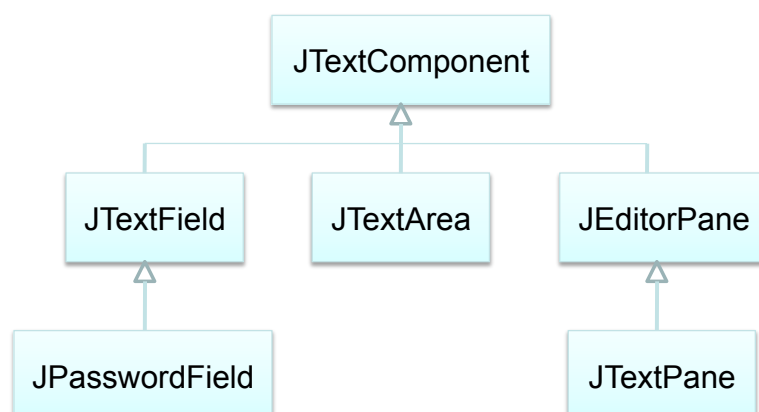 JTextComponent
JTextField
JTextArea
JEditorPane
JPasswordField
JTextPane